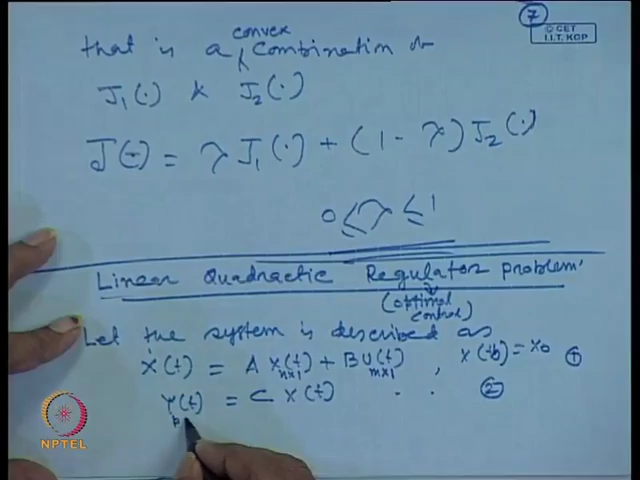 7
© CET
I.I.T. KGP
that is a convex combination of
J₁(·) & J₂(·)
J(·) = λ J₁(·) + (1 - λ) J₂(·)
0 ≤ λ ≤ 1
Linear Quadractic Regulator problem
(optimal control)
Let the system is described as
Ẋ(t) = A X(t) n×1 + B U(t) m×1 , X(t₀) = X₀ ①
Y(t) = C X(t) . . ②
p
NPTEL